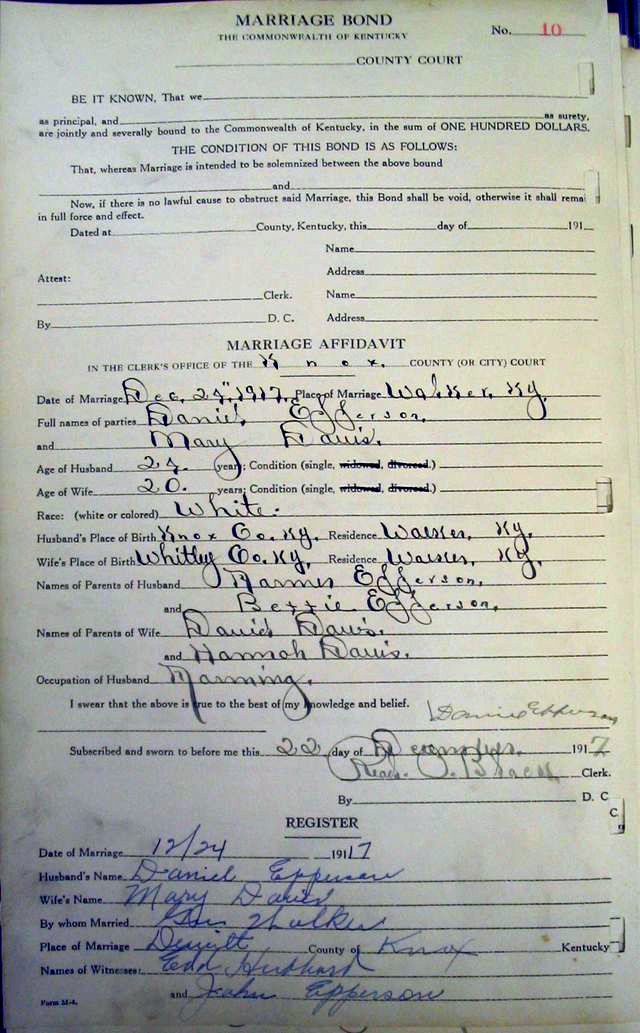 MARRIAGE BOND
THE COMMONWEALTH OF KENTUCKY
No. 10
COUNTY COURT
BE IT KNOWN, That we
as principal, and as surety,
are jointly and severally bound to the Commonwealth of Kentucky, in the sum of ONE HUNDRED DOLLARS.
THE CONDITION OF THIS BOND IS AS FOLLOWS:
That, whereas Marriage is intended to be solemnized between the above bound
and
Now, if there is no lawful cause to obstruct said Marriage, this Bond shall be void, otherwise it shall remai
in full force and effect.
Dated at County, Kentucky, this day of 191
Name
Address
Attest:
Clerk. Name
By D. C. Address
MARRIAGE AFFIDAVIT
IN THE CLERK'S OFFICE OF THE Knox. COUNTY (OR CITY) COURT
Date of Marriage Dec. 24", 1917. Place of Marriage Walker, Ky.
Full names of parties Daniel Epperson,
and Mary Davis.
Age of Husband years; Condition (single, widowed, divorced.)
Age of Wife 20. years; Condition (single, widowed, divorced.)
Race: (white or colored) White.
Husband's Place of Birth Knox Co. Ky. Residence Walker, Ky.
Wife's Place of Birth Whitley Co. Ky. Residence Walker, Ky.
Names of Parents of Husband Epperson,
and Bettie Epperson,
Names of Parents of Wife Davis.
and Hannah Davis.
Occupation of Husband
I swear that the above is true to the best of my knowledge and belief.
Daniel Epperson
Subscribed and sworn to before me this 22 day of 1917
Read Black Clerk.
By D. C
C.
REGISTER
Date of Marriage 12/24 1917
Husband's Name Daniel Epperson
Wife's Name Mary Davis
By whom Married Walker
Place of Marriage Dewitt County of Knox Kentucky
Names of Witnesses: Edd Hubbard
and John Epperson
Form 51-A.